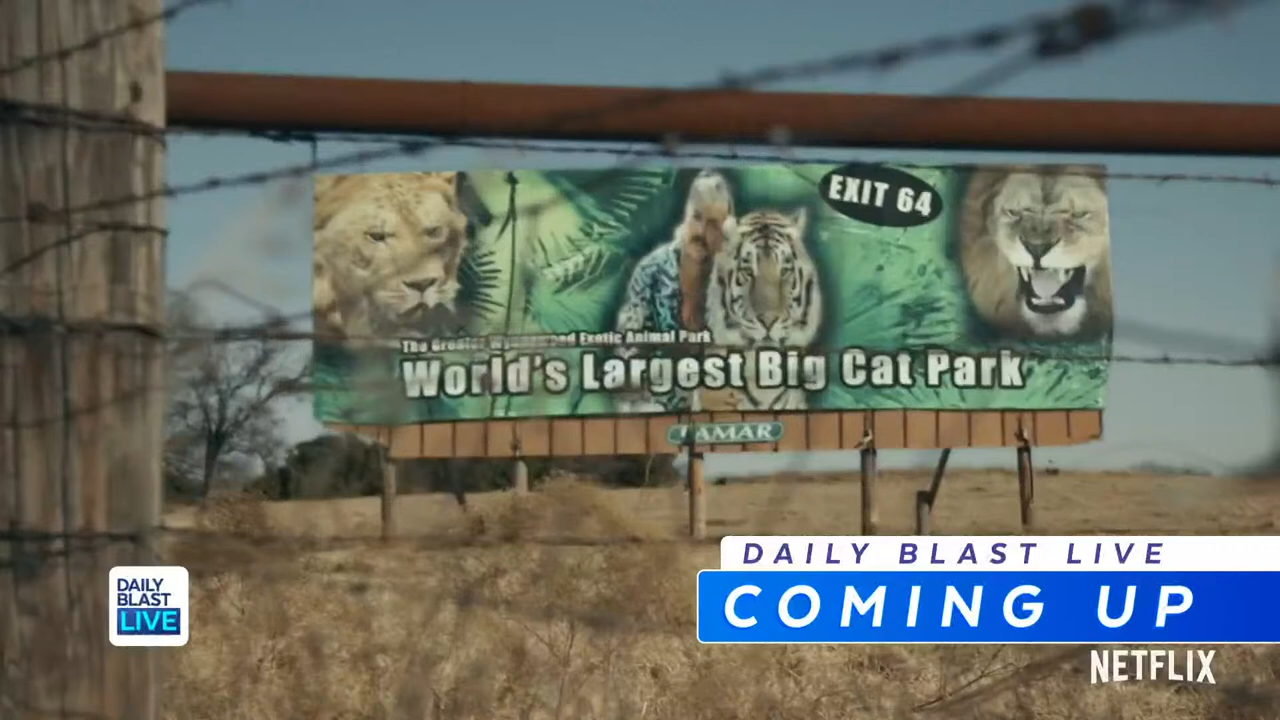 EXIT 64
The Greater Wynnewood Exotic Animal Park
World's Largest Big Cat Park
LAMAR
DAILY BLAST LIVE
COMING UP
DAILY
BLAST
LIVE
NETFLIX